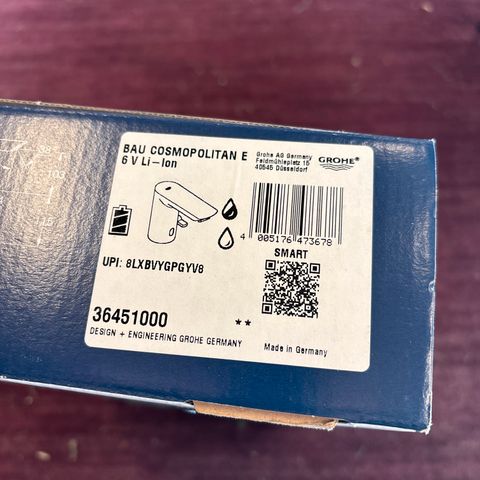 BAU COSMOPOLITAN E
6 V Li-Ion
Grohe AG Germany
Feldmühleplatz 15
40545 Düsseldorf
GROHE®
4 005176 473678
SMART
UPI: 8LXBVYGPGYV8
36451000
**
DESIGN + ENGINEERING GROHE GERMANY
Made in Germany